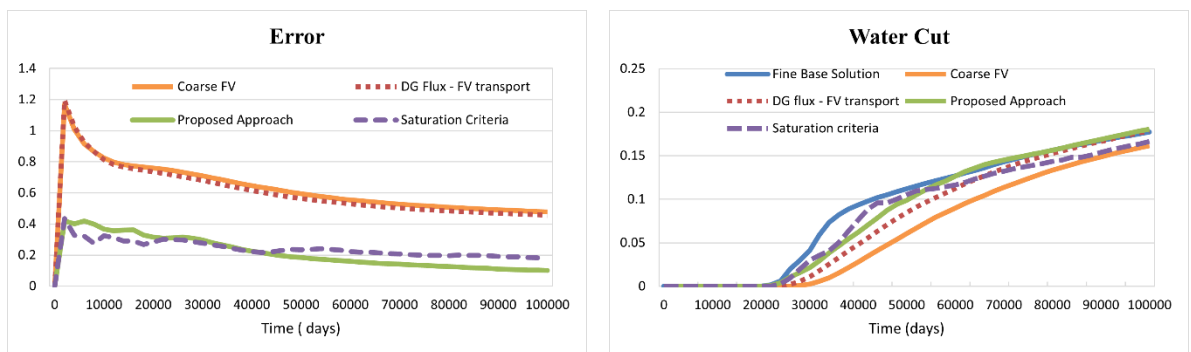 Error
1.4
1.2
1
0.8
0.6
0.4
0.2
0
Coarse FV
DG Flux - FV transport
Proposed Approach
Saturation Criteria
0 10000 20000 30000 40000 50000 60000 70000 80000 90000 100000
Time ( days)
Water Cut
0.25
0.2
0.15
0.1
0.05
0
Fine Base Solution
Coarse FV
DG flux - FV transport
Proposed Approach
Saturation criteria
0 10000 20000 30000 40000 50000 60000 70000 80000 90000 100000
Time (days)